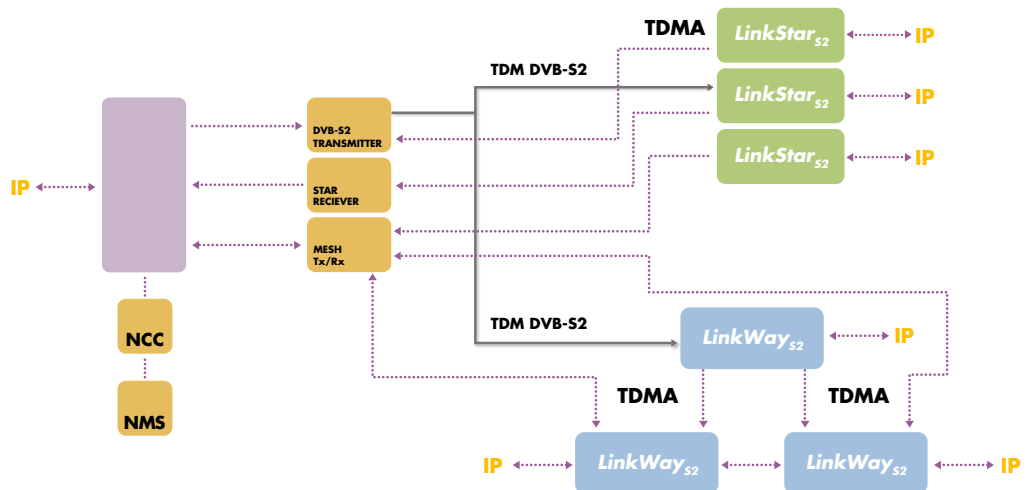 TDMA
LinkStarS2
IP
TDM DVB-S2
LinkStarS2
IP
DVB-S2
TRANSMITTER
LinkStarS2
IP
IP
STAR
RECIEVER
MESH
Tx/Rx
NCC
TDM DVB-S2
LinkWayS2
IP
NMS
TDMA
TDMA
IP
LinkWayS2
LinkWayS2
IP